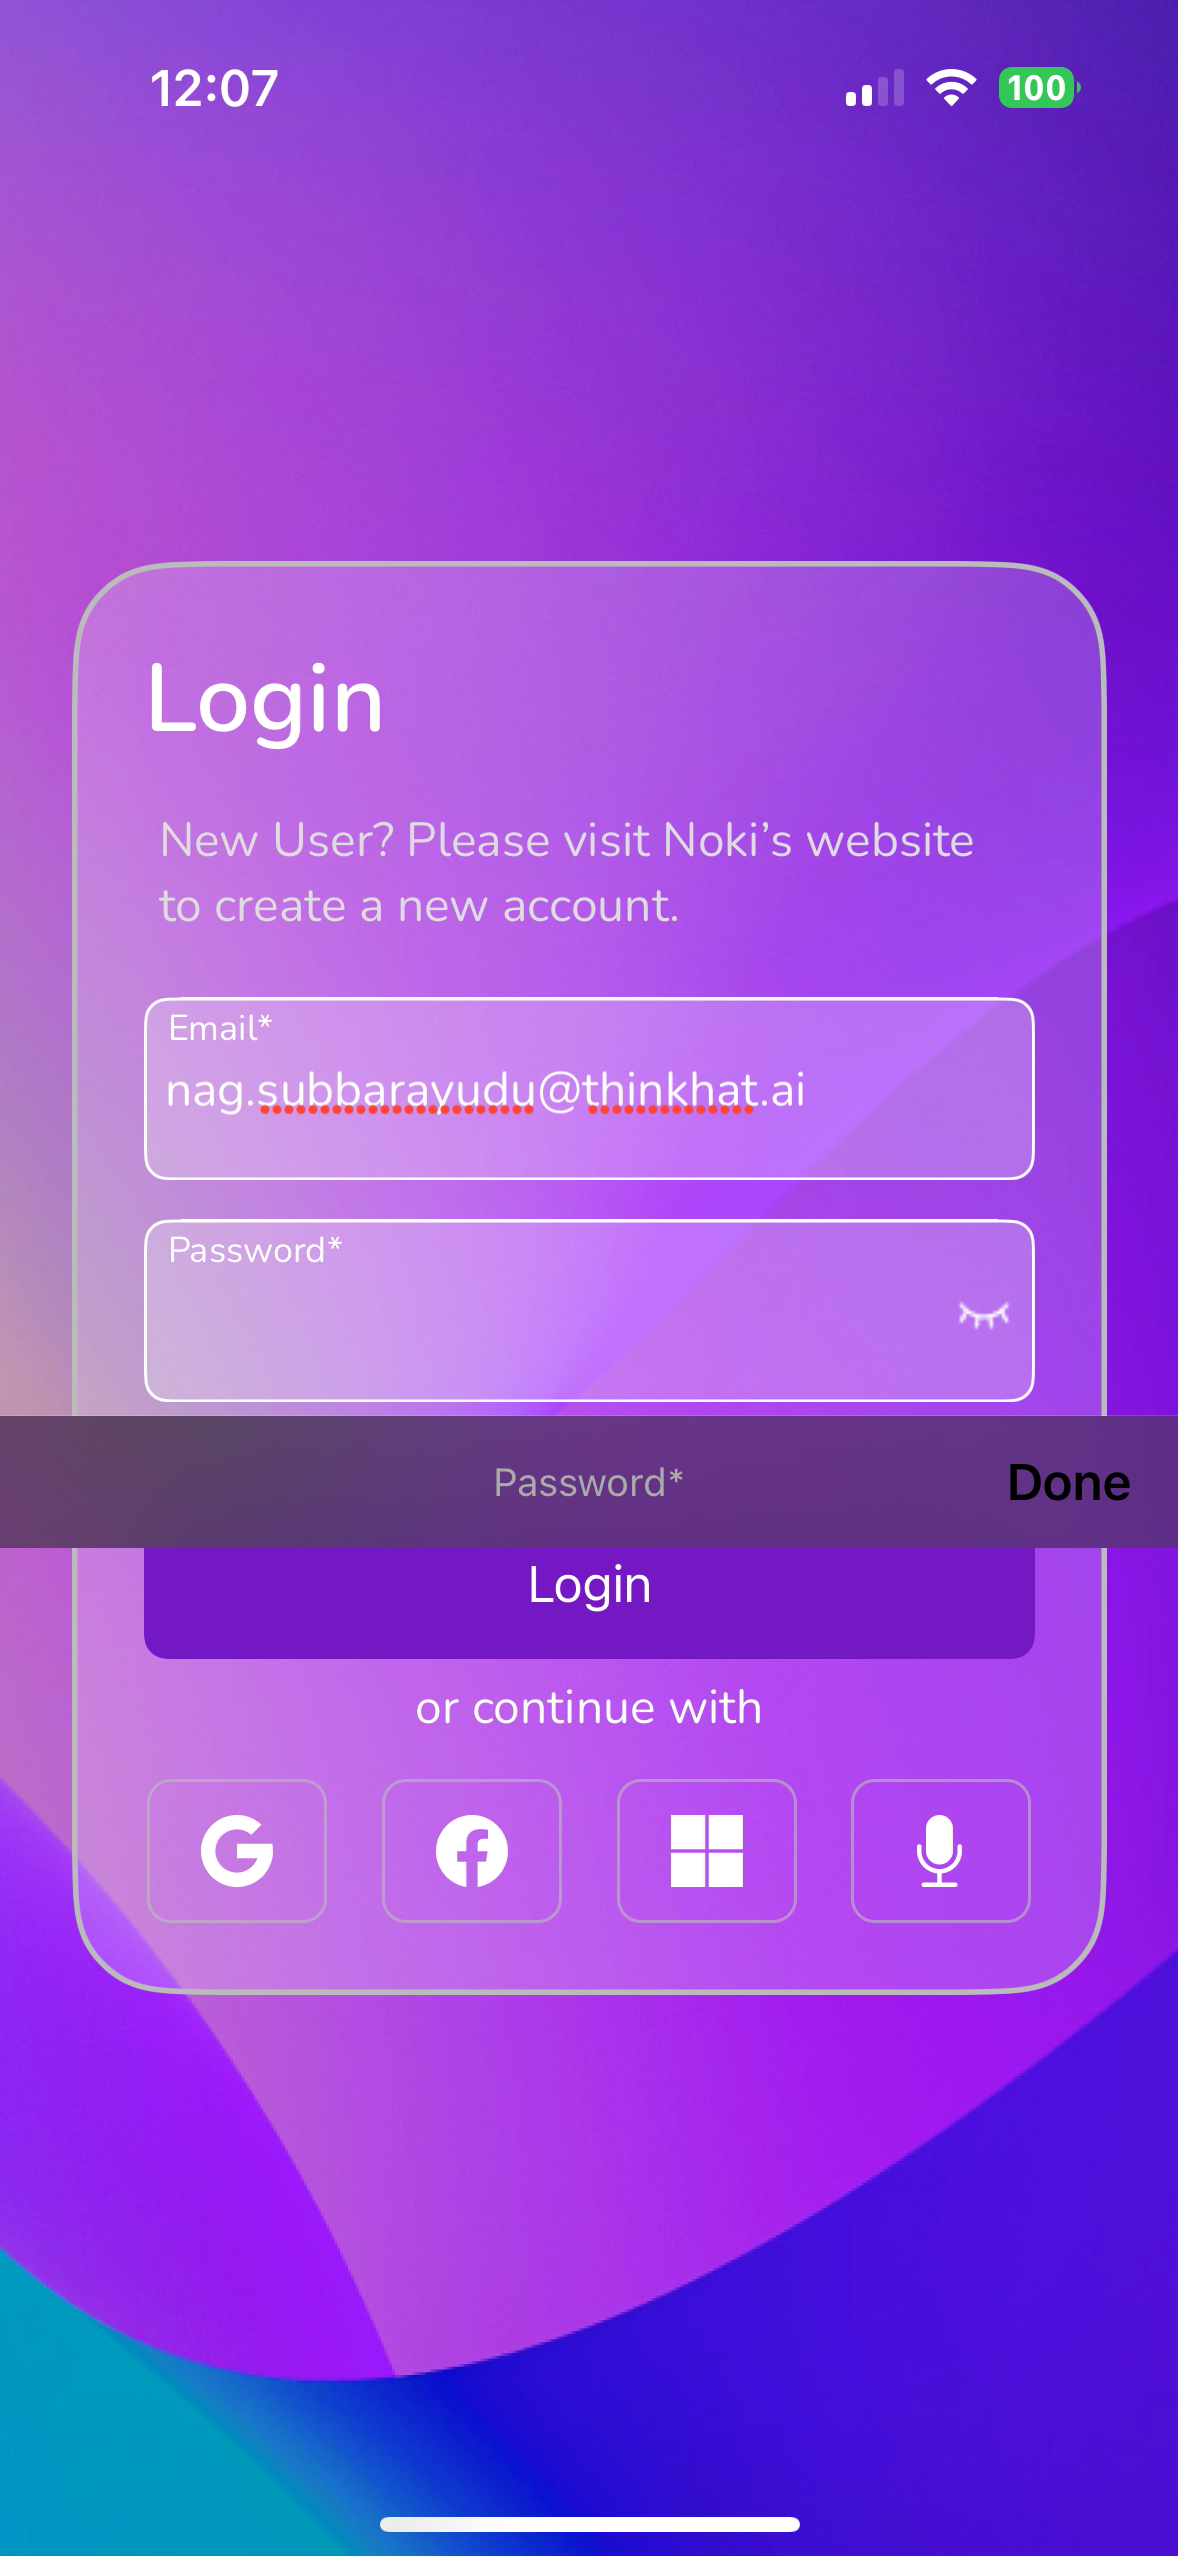 12:07
100
Login
New User? Please visit Noki’s website
to create a new account.
Email*
nag.subbarayudu@thinkhat.ai
Password*
Password*
Done
Login
or continue with